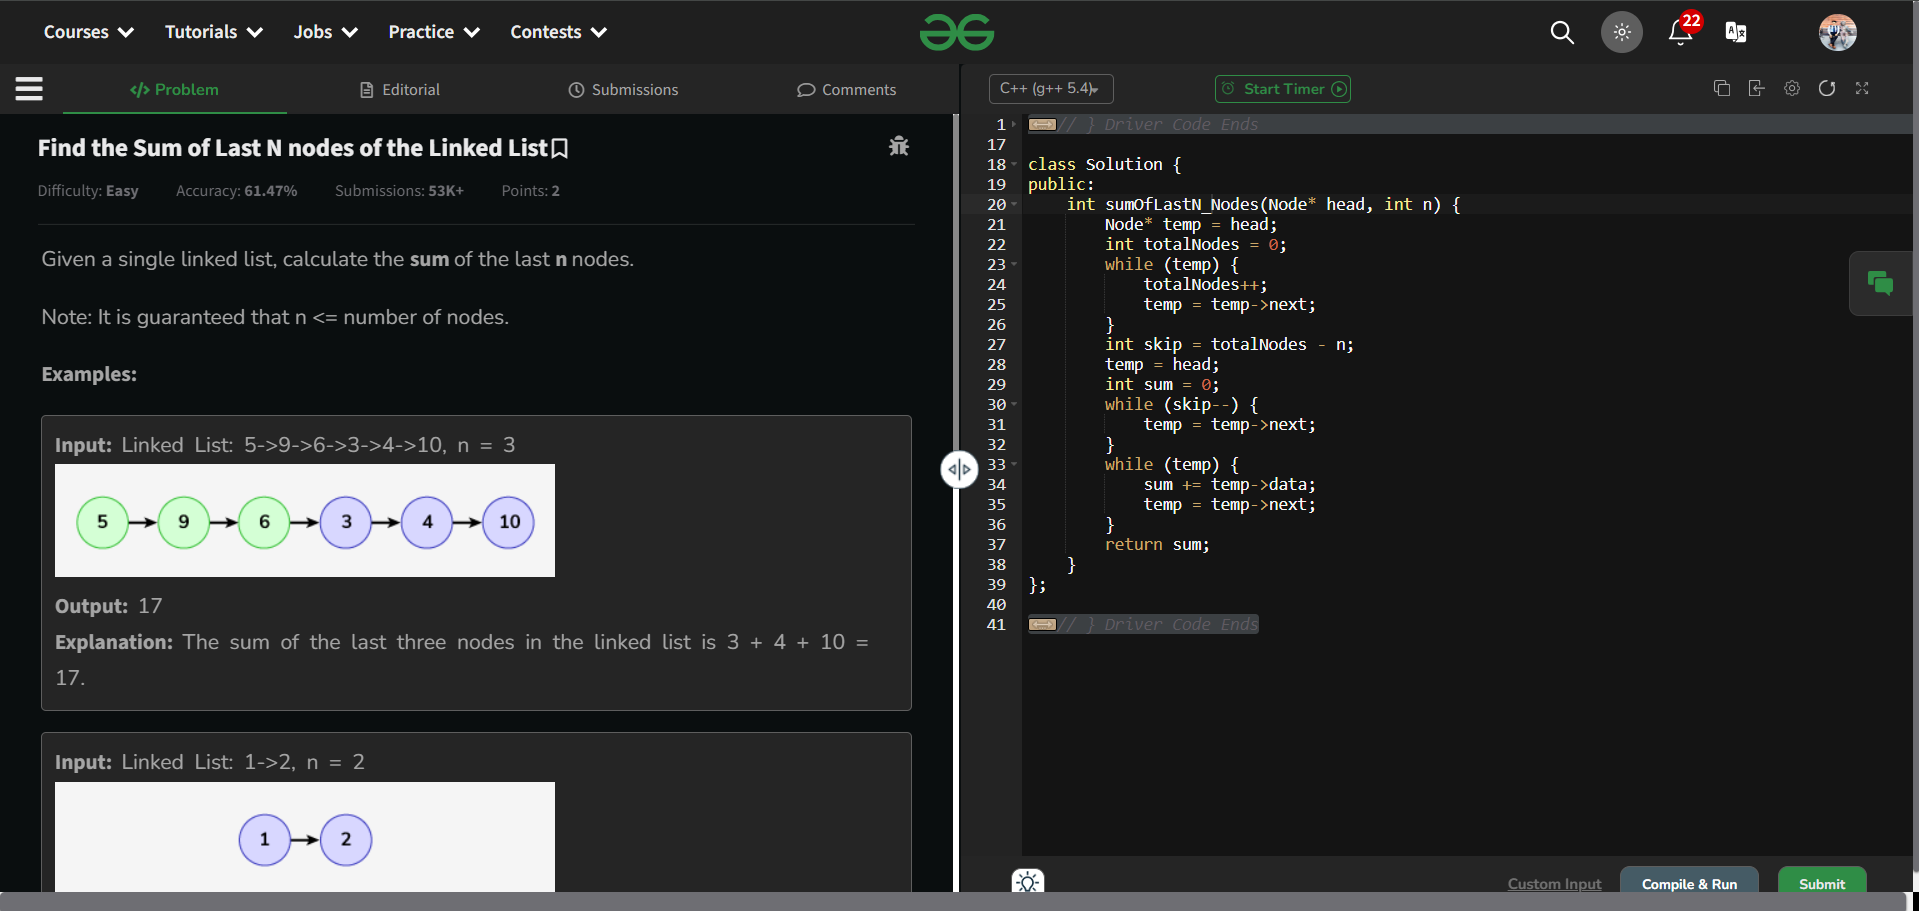 Courses Tutorials Jobs Practice Contests 22
</> Problem Editorial Submissions Comments C++ (g++ 5.4) Start Timer
Find the Sum of Last N nodes of the Linked List
Difficulty: Easy Accuracy: 61.47% Submissions: 53K+ Points: 2
Given a single linked list, calculate the sum of the last n nodes.
Note: It is guaranteed that n <= number of nodes.
Examples:
Input: Linked List: 5->9->6->3->4->10, n = 3
5 9 6 3 4 10
Output: 17
Explanation: The sum of the last three nodes in the linked list is 3 + 4 + 10 =
17.
Input: Linked List: 1->2, n = 2
1 2
1 // } Driver Code Ends
17
18 class Solution {
19 public:
20 int sumOfLastN_Nodes(Node* head, int n) {
21 Node* temp = head;
22 int totalNodes = 0;
23 while (temp) {
24 totalNodes++;
25 temp = temp->next;
26 }
27 int skip = totalNodes - n;
28 temp = head;
29 int sum = 0;
30 while (skip--) {
31 temp = temp->next;
32 }
33 while (temp) {
34 sum += temp->data;
35 temp = temp->next;
36 }
37 return sum;
38 }
39 };
40
41 // } Driver Code Ends
Custom Input Compile & Run Submit